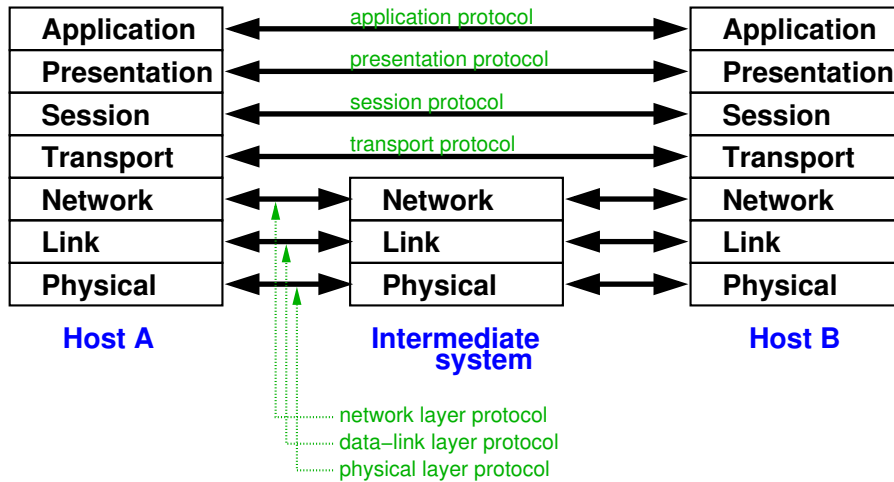 Application
application protocol
Application
Presentation
presentation protocol
Presentation
Session
session protocol
Session
Transport
transport protocol
Transport
Network
Network
Network
Link
Link
Link
Physical
Physical
Physical
Host A
Intermediate
system
Host B
network layer protocol
data−link layer protocol
physical layer protocol